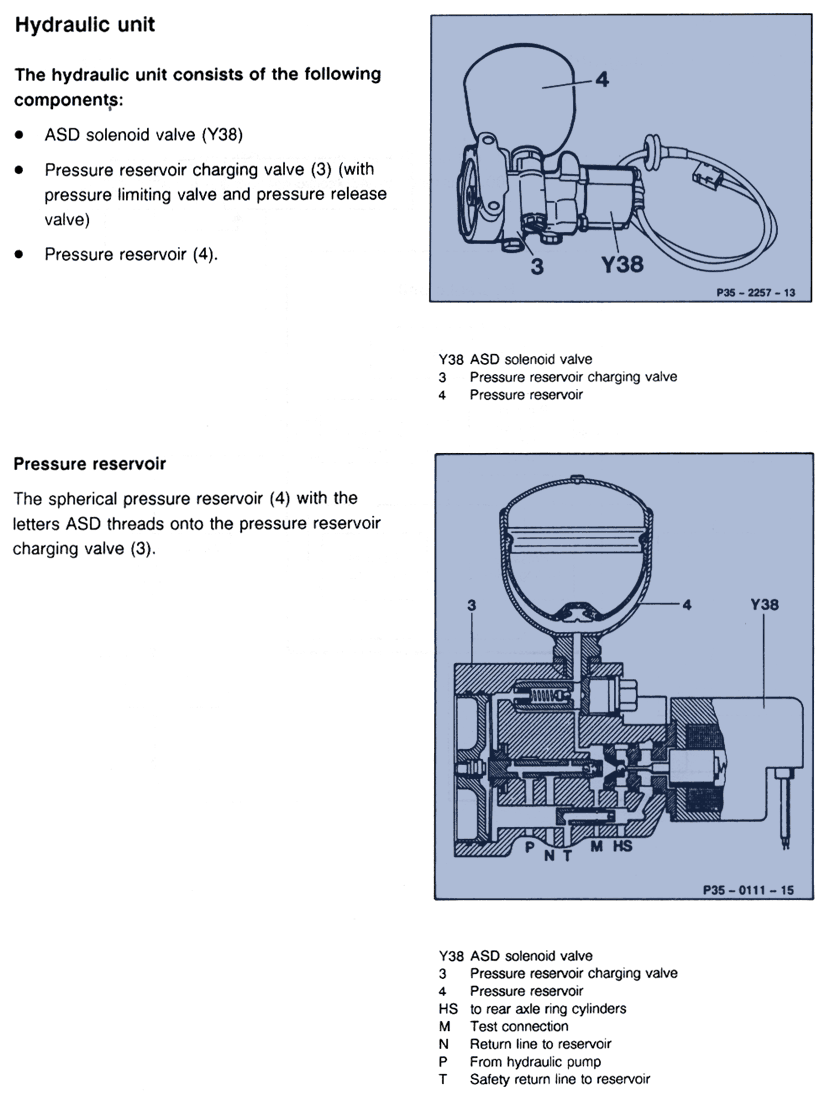 Hydraulic unit
The hydraulic unit consists of the following
components:
● ASD solenoid valve (Y38)
● Pressure reservoir charging valve (3) (with
pressure limiting valve and pressure release
valve)
● Pressure reservoir (4).
4
3
Y38
P35 – 2257 – 13
Y38 ASD solenoid valve
3 Pressure reservoir charging valve
4 Pressure reservoir
Pressure reservoir
The spherical pressure reservoir (4) with the
letters ASD threads onto the pressure reservoir
charging valve (3).
3
4
Y38
P
N
T
M
HS
P35 – 0111 – 15
Y38 ASD solenoid valve
3 Pressure reservoir charging valve
4 Pressure reservoir
HS to rear axle ring cylinders
M Test connection
N Return line to reservoir
P From hydraulic pump
T Safety return line to reservoir